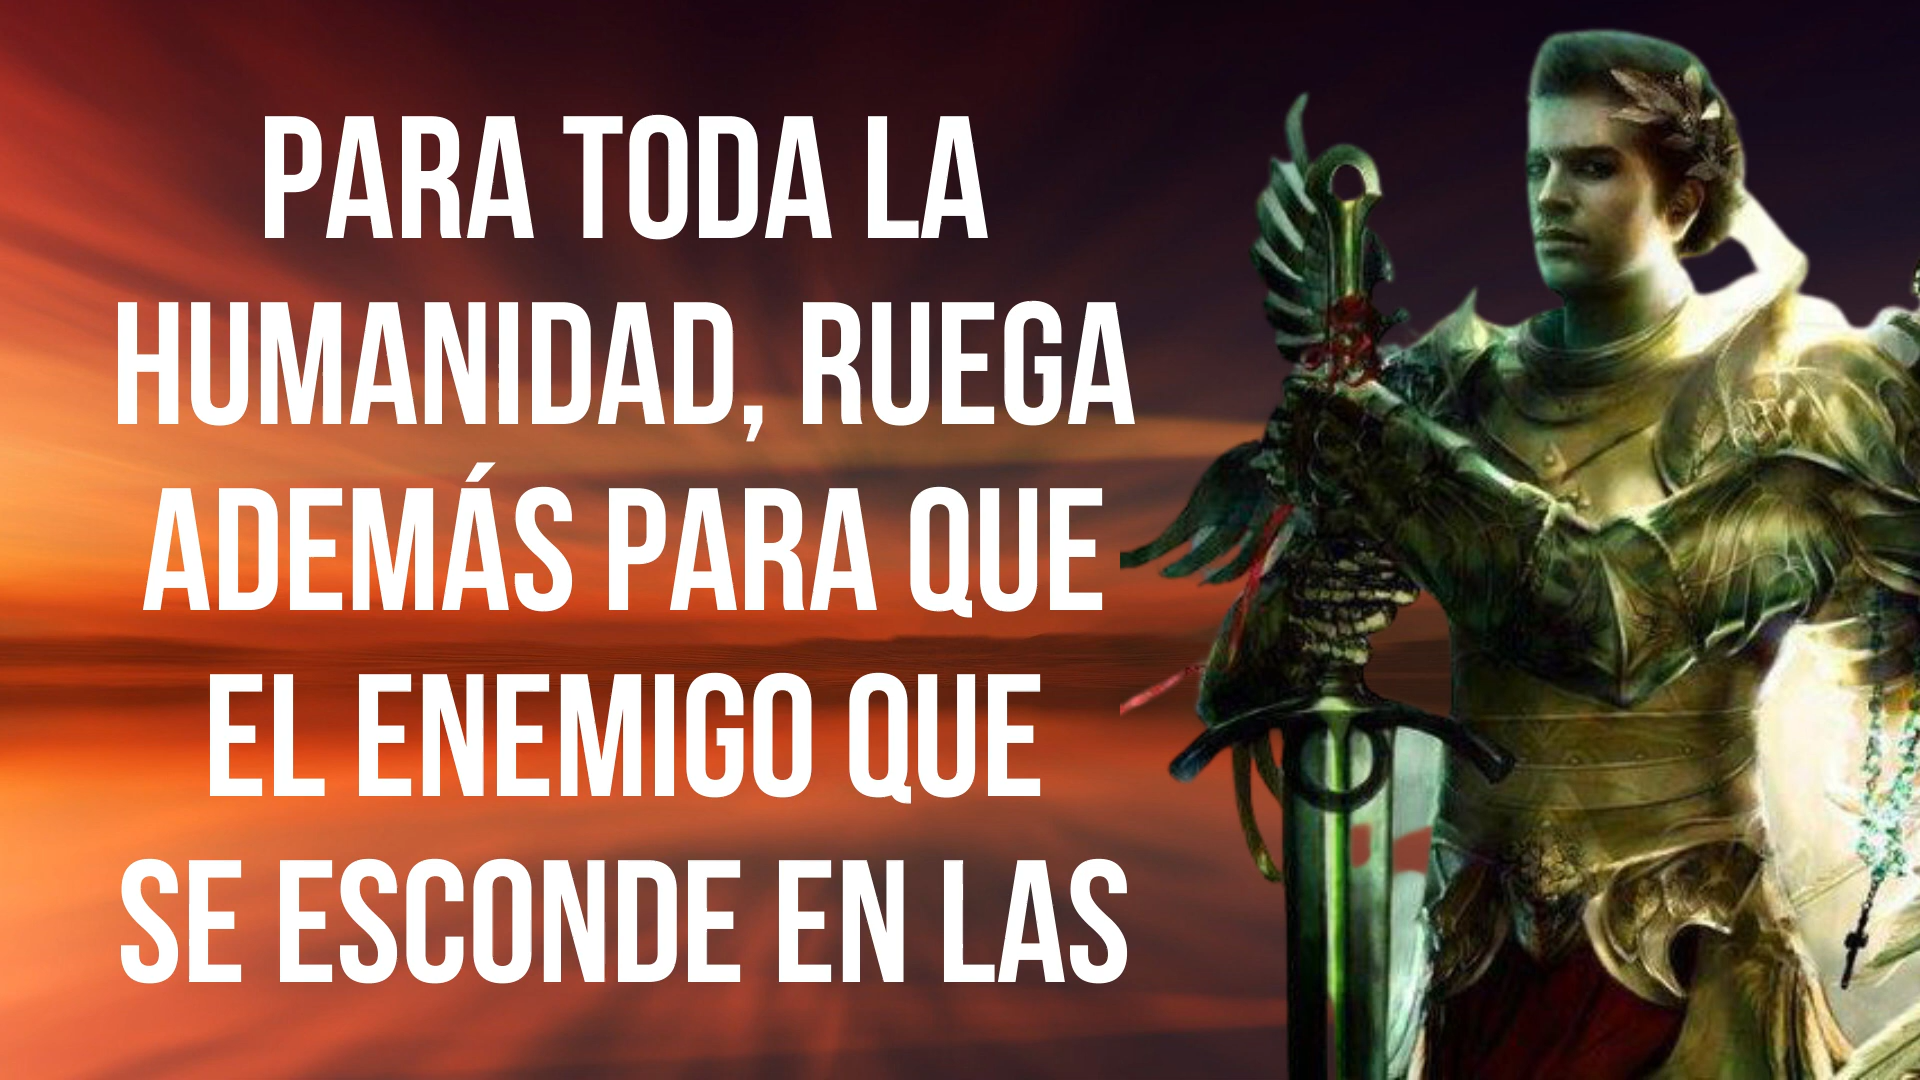 PARA TODA LA
HUMANIDAD, RUEGA
ADEMÁS PARA QUE
EL ENEMIGO QUE
SE ESCONDE EN LAS